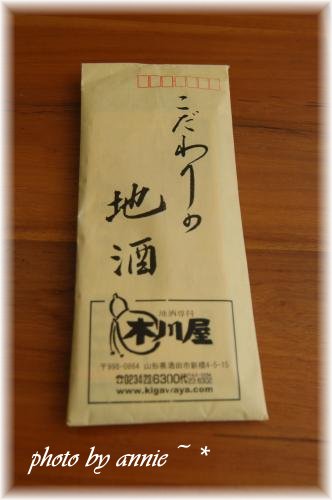 こだわりの
地酒
地酒専科
木川屋
〒998-0864 山形県酒田市新橋4-5-15
www.kigawaya.com
photo by annie ~ *